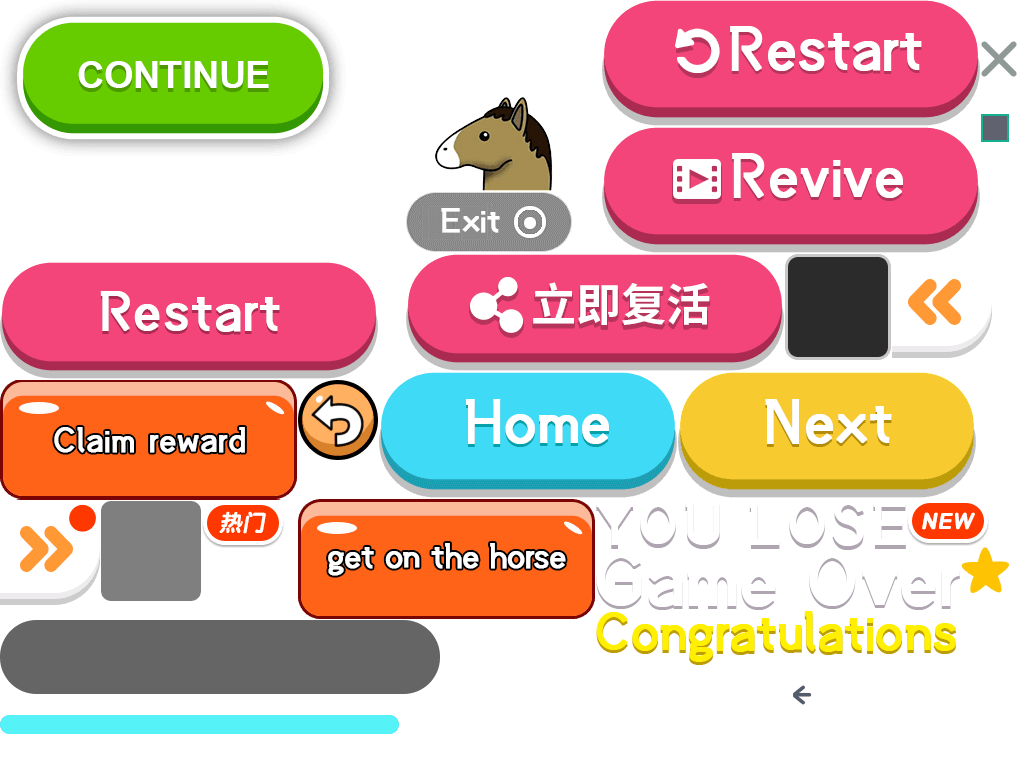 CONTINUE
Restart
Revive
Exit
Restart
立即复活
Claim reward
Home
Next
热门
get on the horse
YOU LOSE
NEW
Game Over
Congratulations